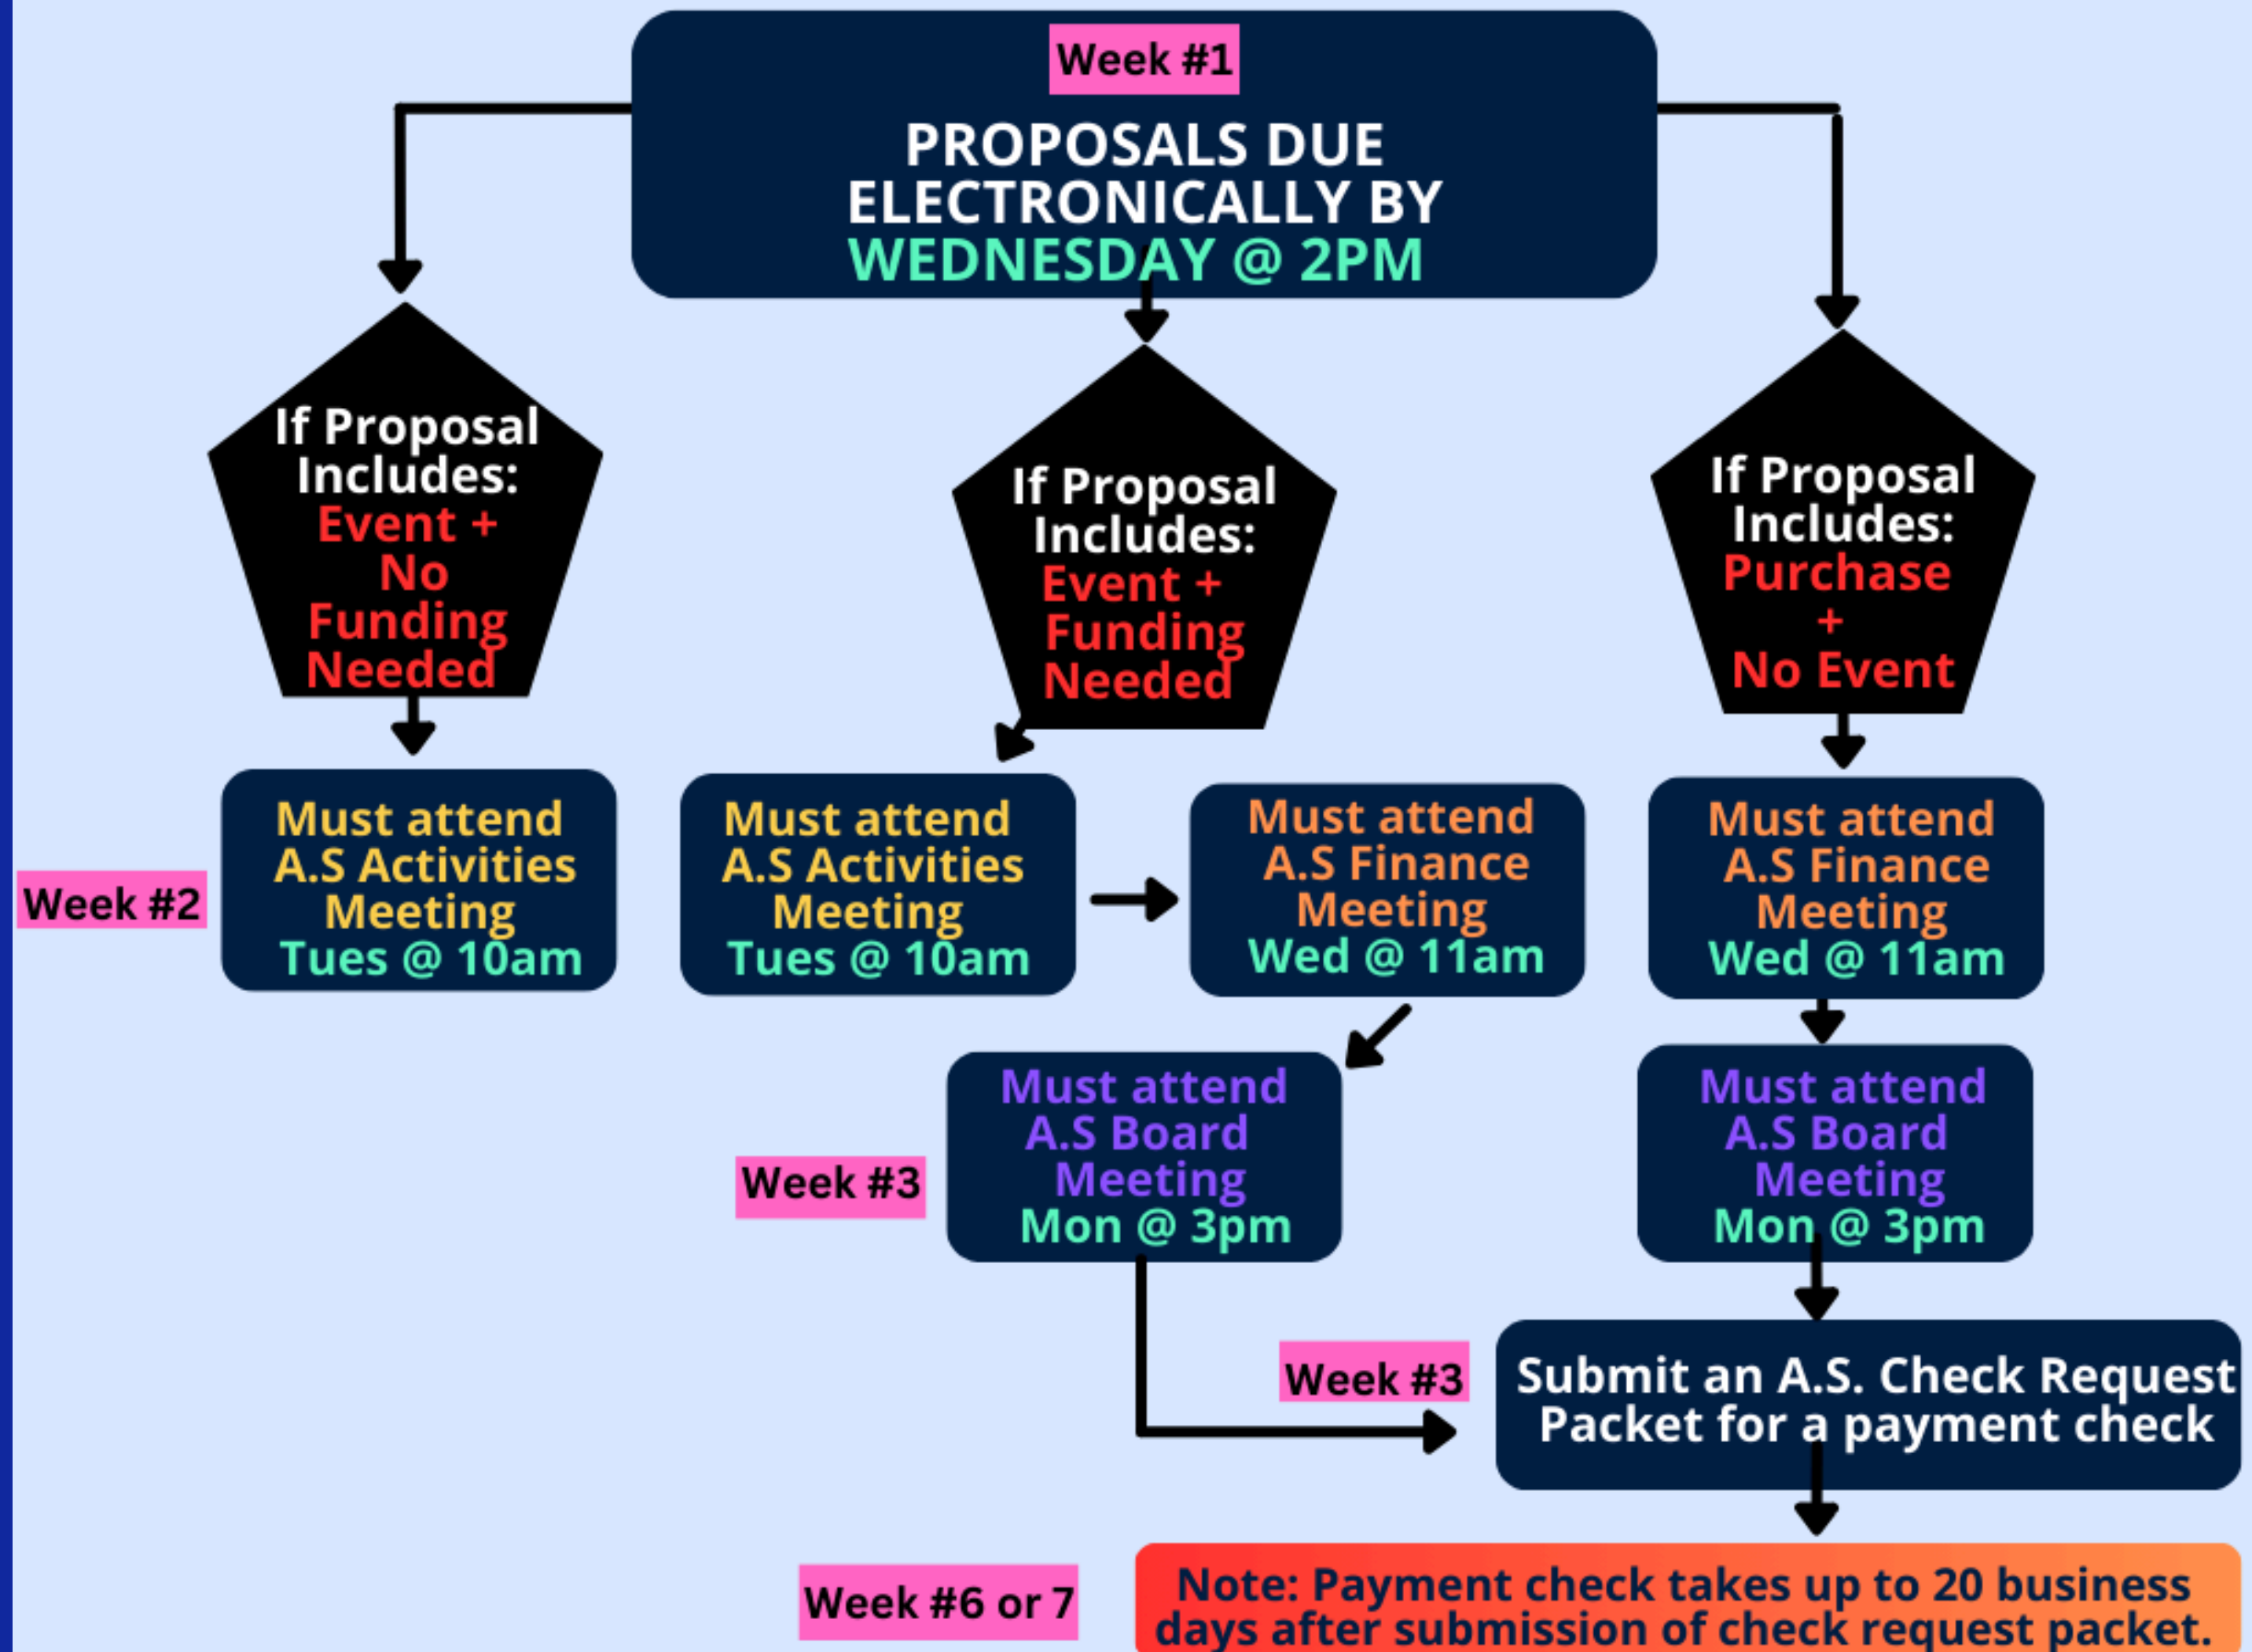 Week #1
PROPOSALS DUE
ELECTRONICALLY BY
WEDNESDAY @ 2PM
If Proposal
Includes:
Event +
No
Funding
Needed
If Proposal
Includes:
Event +
Funding
Needed
If Proposal
Includes:
Purchase
+
No Event
Week #2
Must attend
A.S Activities
Meeting
Tues @ 10am
Must attend
A.S Activities
Meeting
Tues @ 10am
Must attend
A.S Finance
Meeting
Wed @ 11am
Must attend
A.S Finance
Meeting
Wed @ 11am
Week #3
Must attend
A.S Board
Meeting
Mon @ 3pm
Must attend
A.S Board
Meeting
Mon @ 3pm
Week #3
Submit an A.S. Check Request
Packet for a payment check
Week #6 or 7
Note: Payment check takes up to 20 business
days after submission of check request packet.